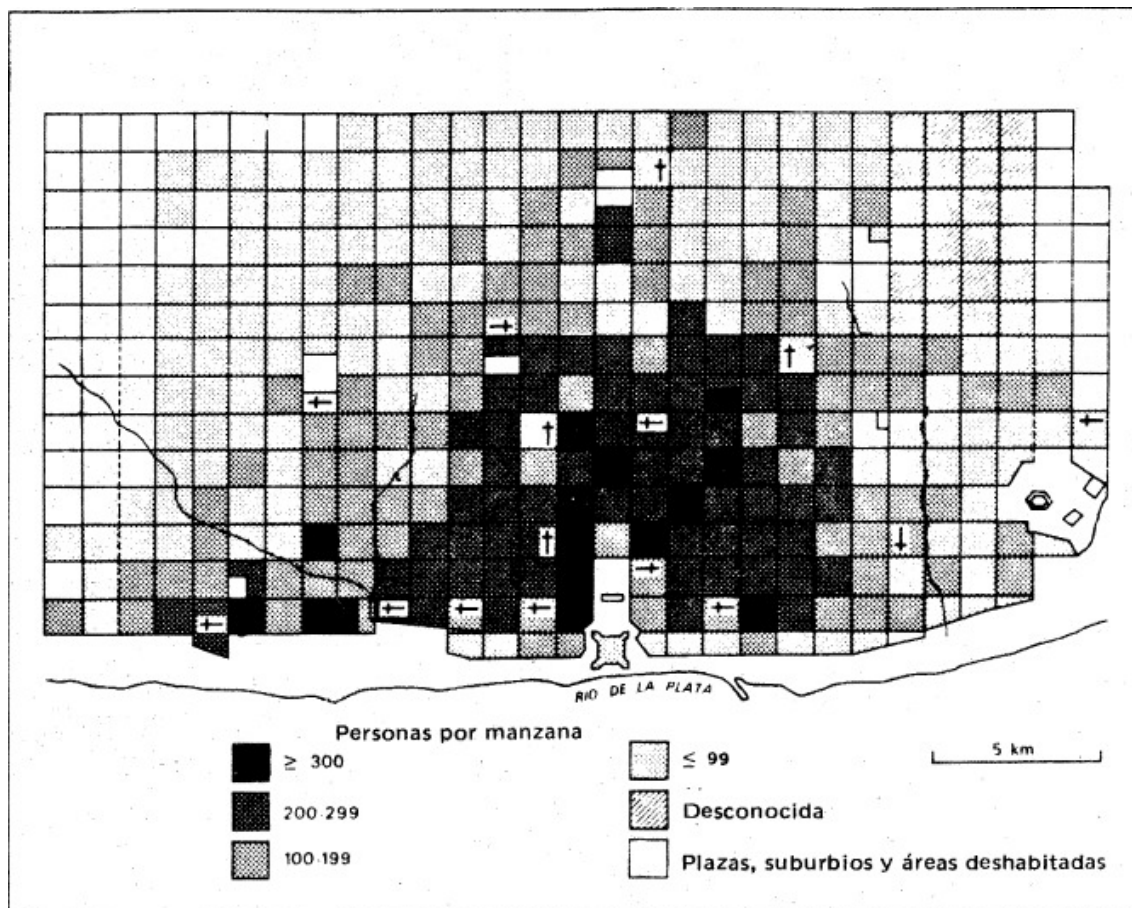 RIO DE LA PLATA
Personas por manzana
≥ 300
200-299
100-199
≤ 99
Desconocida
Plazas, suburbios y áreas deshabitadas
5 km